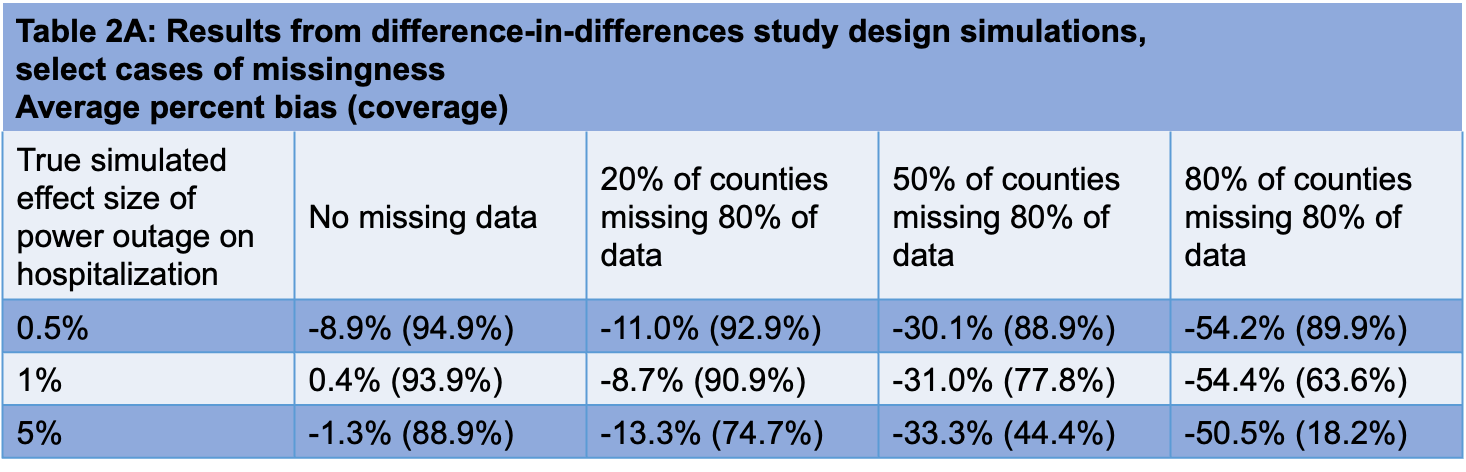 Table 2A: Results from difference-in-differences study design simulations,
select cases of missingness
Average percent bias (coverage)
True simulated
effect size of
power outage on
hospitalization
No missing data
20% of counties
missing 80% of
data
50% of counties
missing 80% of
data
80% of counties
missing 80% of
data
0.5% -8.9% (94.9%) -11.0% (92.9%) -30.1% (88.9%) -54.2% (89.9%)
1% 0.4% (93.9%) -8.7% (90.9%) -31.0% (77.8%) -54.4% (63.6%)
5% -1.3% (88.9%) -13.3% (74.7%) -33.3% (44.4%) -50.5% (18.2%)